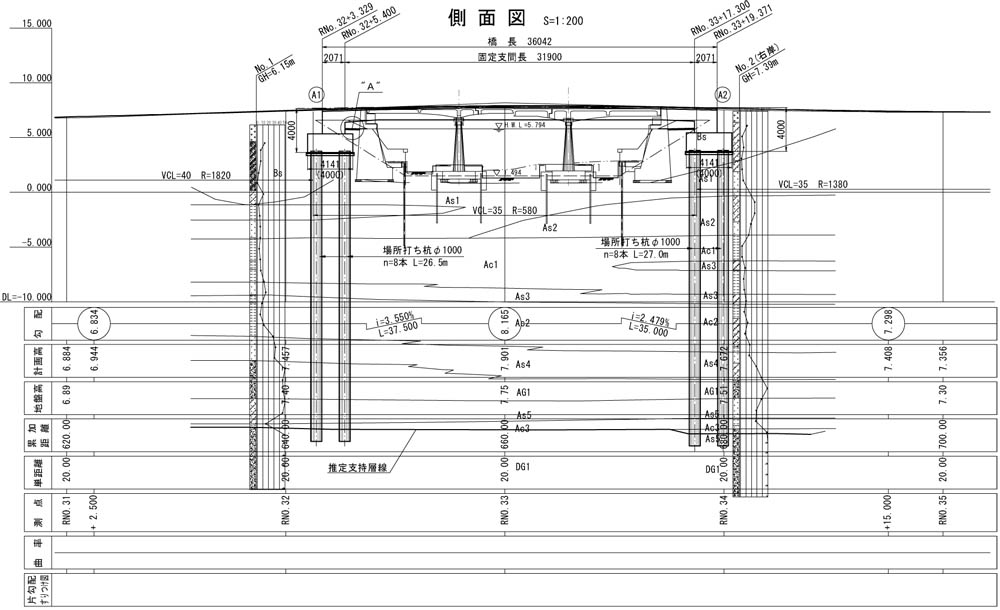 側面図 S=1:200
RNo.32+3.329
RNo.32+5.400
RNo.33+17.300
RNo.33+19.371
橋 長 36042
2071 固定支間長 31900 2071
No.1
GH=6.15m
No.2(右岸)
GH=7.39m
A1
"A"
A2
15.000
10.000
5.000
0.000
-5.000
DL=-10.000
4000
H.W.L=5.794
4000
Bs
4141
(4000)
4141
(4000)
Bs
As1
VCL=40 R=1820
VCL=35 R=1380
As1
VCL=35 R=580
As2
As2
場所打ち杭φ1000
n=8本 L=26.5m
場所打ち杭φ1000
n=8本 L=27.0m
Ac1
Ac1
As3
As3
As3
勾配
6.834
i=3.550%
L=37.500
8.165
Ac2
i=2.479%
L=35.000
Ac2
7.298
計画高
6.884
6.944
7.457
7.901
7.672
7.408
7.356
As4
As4
地盤高
6.89
7.40
7.75
7.51
7.30
AG1
AG1
As5
As5
累加距離
620.00
640.00
660.00
680.00
700.00
Ac3
Ac3
As5
推定支持層線
単距離
20.00
20.00
20.00
20.00
20.00
DG1
DG1
測点
RNO.31
+ 2.500
RNO.32
RNO.33
RNO.34
+15.000
RNO.35
曲率
片勾配
すりつけ図